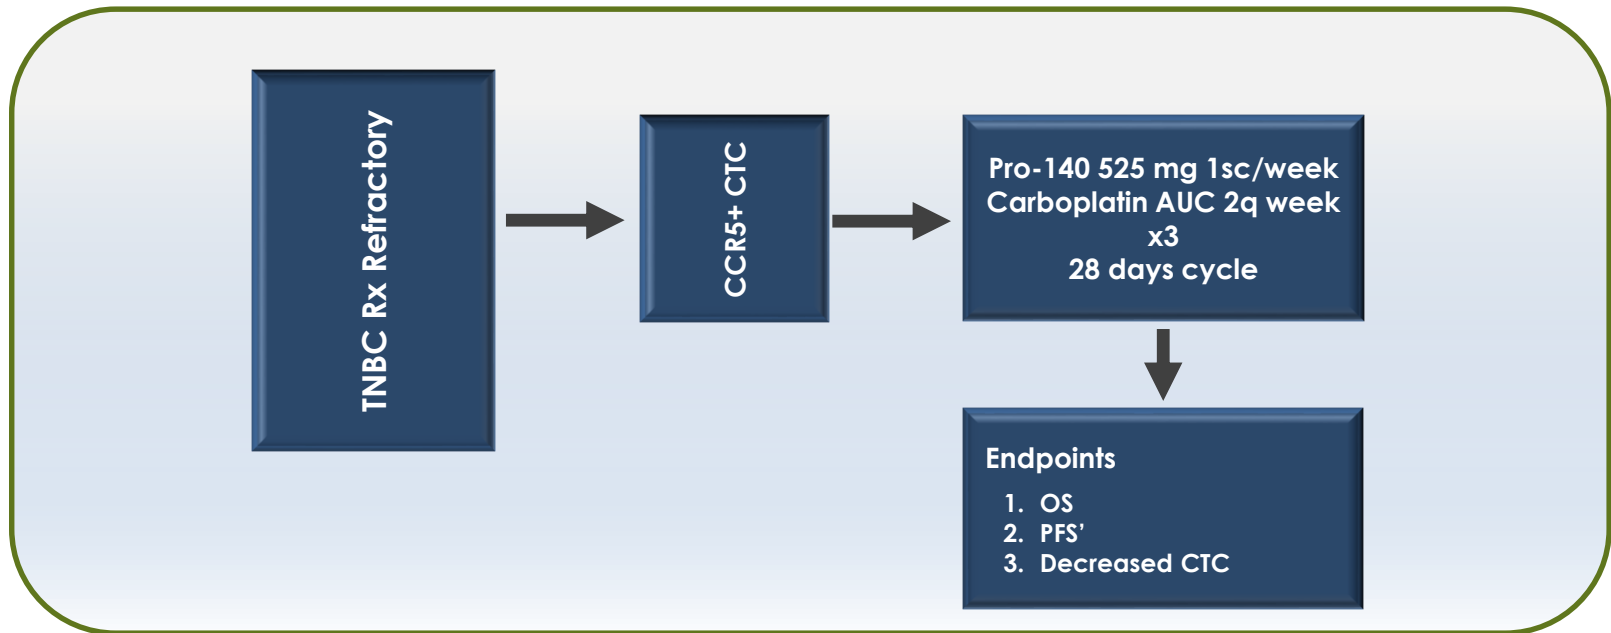 TNBC Rx Refractory
CCR5+ CTC
Pro-140 525 mg 1sc/week
Carboplatin AUC 2q week
x3
28 days cycle
Endpoints
1. OS
2. PFS’
3. Decreased CTC